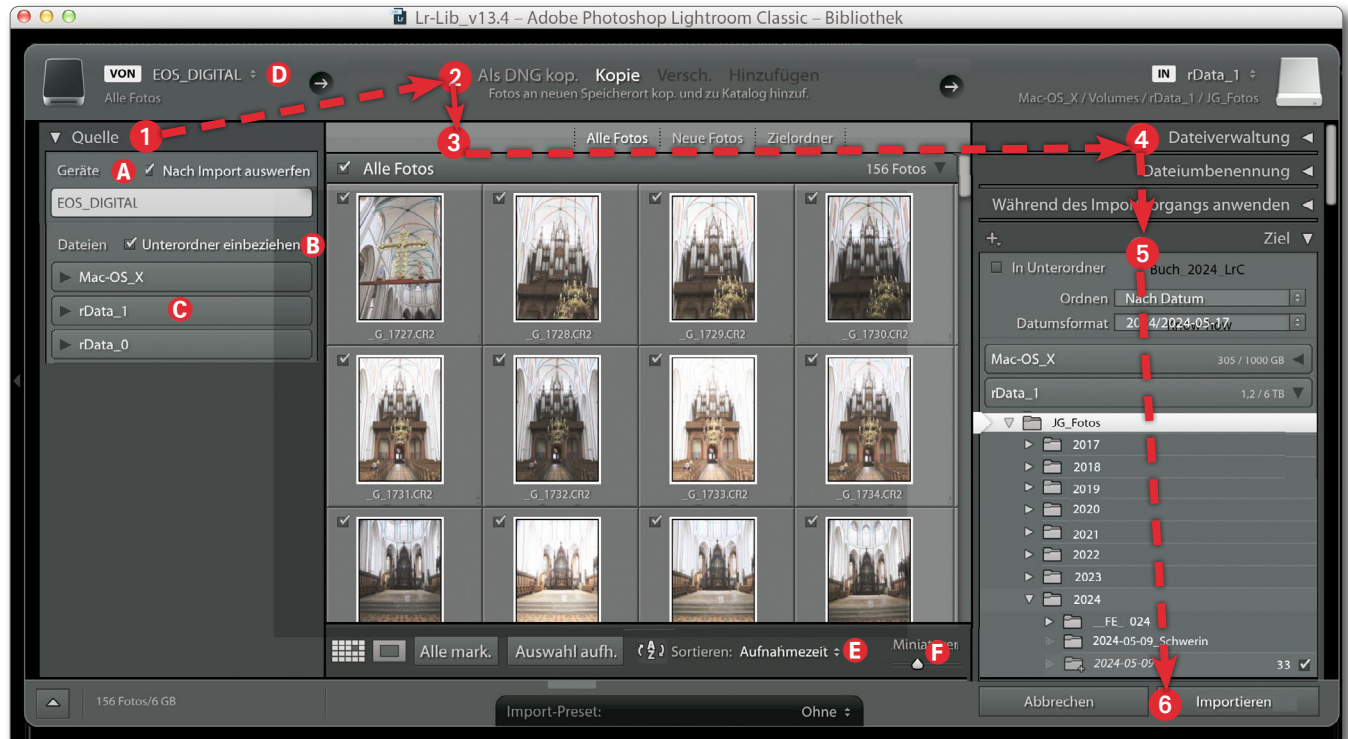 Lr-Lib_v13.4 – Adobe Photoshop Lightroom Classic – Bibliothek
VON EOS_DIGITAL D
Alle Fotos
2 Als DNG kop. Kopie Versch. Hinzufügen
Fotos an neuen Speicherort kop. und zu Katalog hinzuf.
IN rData_1
Mac-OS_X / Volumes / rData_1 / JG_Fotos
Quelle 1
Geräte A Nach Import auswerfen
EOS_DIGITAL
Dateien Unterordner einbeziehen B
Mac-OS_X
rData_1 C
rData_0
3 Alle Fotos Neue Fotos Zielordner
Alle Fotos 156 Fotos
_G_1727.CR2 _G_1728.CR2 _G_1729.CR2 _G_1730.CR2
_G_1731.CR2 _G_1732.CR2 _G_1733.CR2 _G_1734.CR2
Alle mark. Auswahl aufh. Sortieren: Aufnahmezeit E F
4 Dateiverwaltung
Dateiumbenennung
Während des anwenden
Ziel
5
In Unterordner Buch_2024_LrC
Ordnen Nach Datum
Datumsformat
Mac-OS_X 305 / 1000 GB
rData_1 1,2 / 6 TB
JG_Fotos
2017
2018
2019
2020
2021
2022
2023
2024
2024-05-09_Schwerin
2024-05-09 33
156 Fotos/6 GB
Import-Preset: Ohne
Abbrechen 6 Importieren